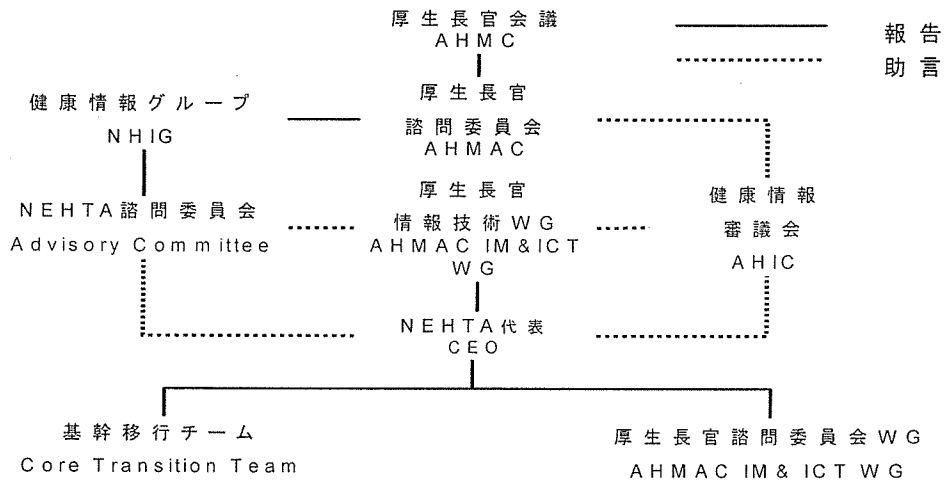 厚生長官会議
AHMC
報告
助言
厚生長官
諮問委員会
AHMAC
健康情報グループ
NHIG
厚生長官
情報技術WG
AHMAC IM&ICT
WG
NEHTA諮問委員会
Advisory Committee
健康情報
審議会
AHIC
NEHTA代表
CEO
基幹移行チーム
Core Transition Team
厚生長官諮問委員会WG
AHMAC IM& ICT WG